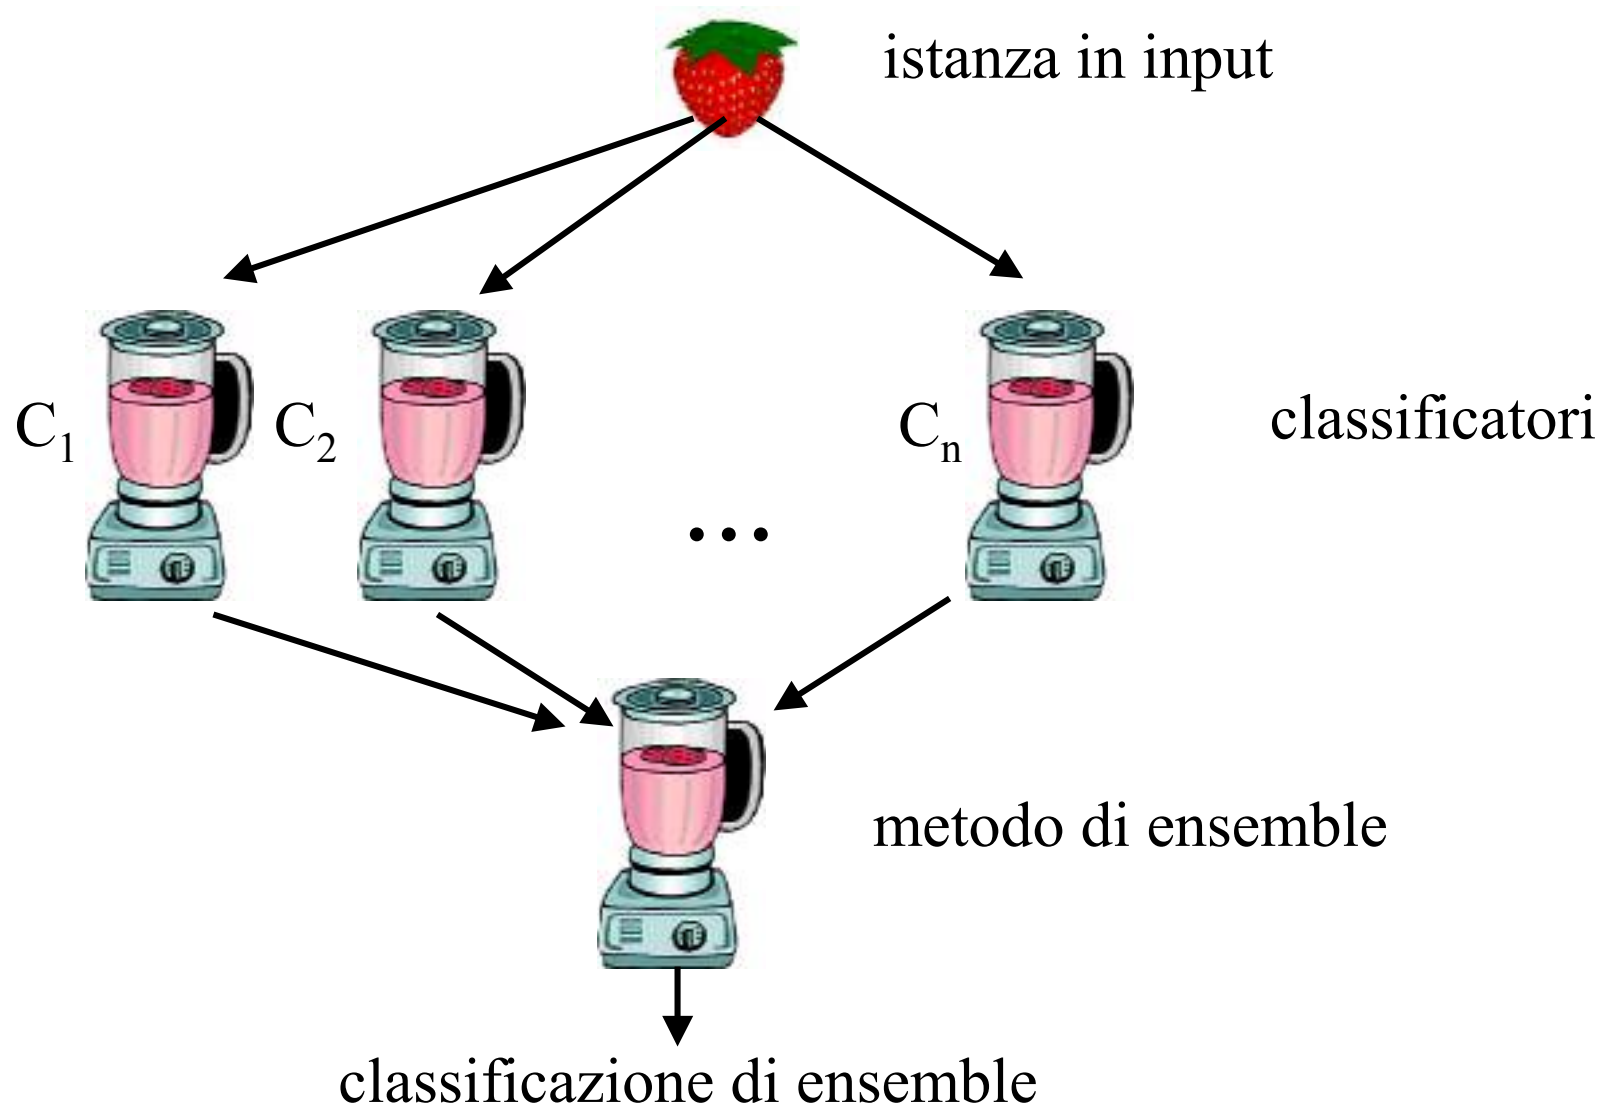 istanza in input
C1
C2
Cn
classificatori
...
metodo di ensemble
classificazione di ensemble